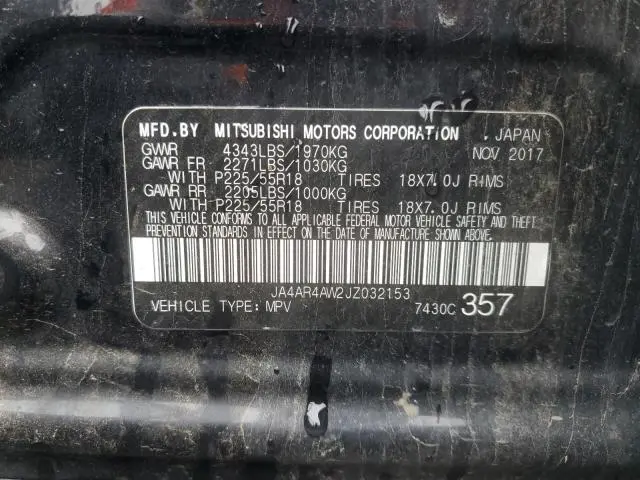 MFD.BY MITSUBISHI MOTORS CORPORATION , JAPAN
GVWR 4343LBS/1970KG NOV 2017
GAWR FR 2271LBS/1030KG
WITH P225/55R18 TIRES 18X7.0J RIMS
GAWR RR 2205LBS/1000KG
WITH P225/55R18 TIRES 18X7.0J RIMS
THIS VEHICLE CONFORMS TO ALL APPLICABLE FEDERAL MOTOR VEHICLE SAFETY AND THEFT
PREVENTION STANDARDS IN EFFECT ON THE DATE OF MANUFACTURE SHOWN ABOVE.
JA4AR4AW2JZ032153
VEHICLE TYPE: MPV 7430C 357